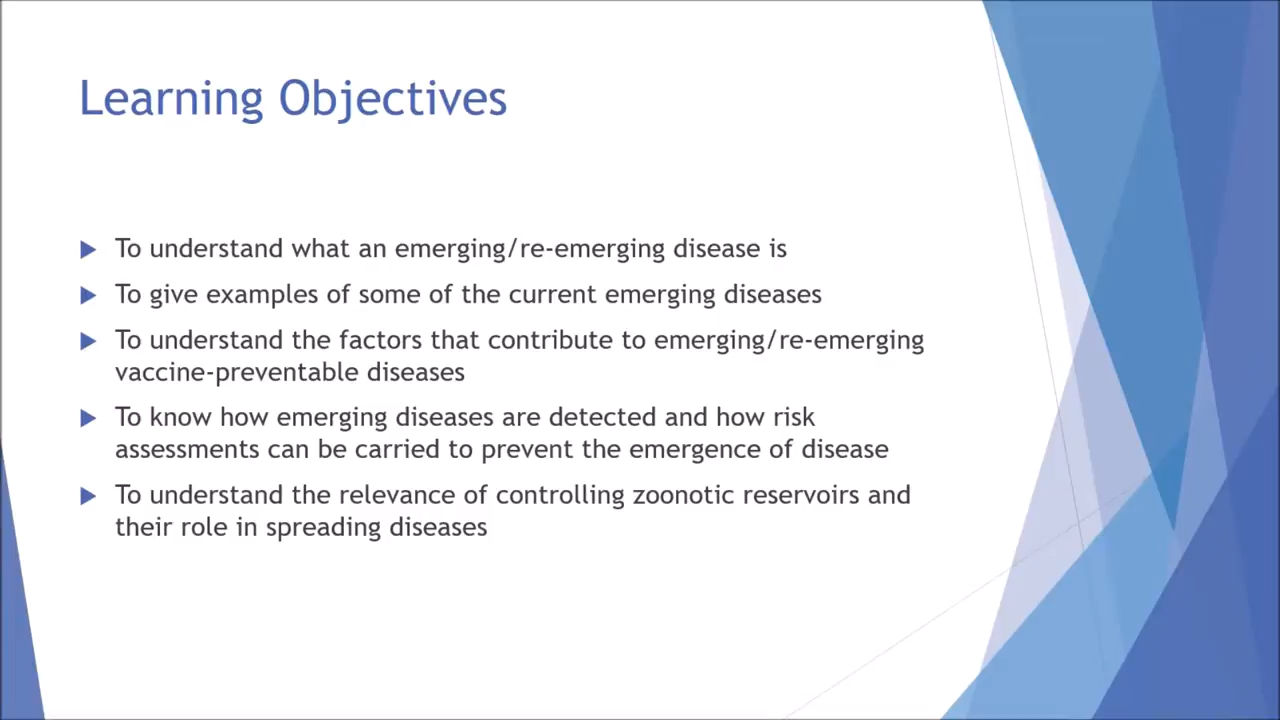 Learning Objectives
To understand what an emerging/re-emerging disease is
To give examples of some of the current emerging diseases
To understand the factors that contribute to emerging/re-emerging
vaccine-preventable diseases
To know how emerging diseases are detected and how risk
assessments can be carried to prevent the emergence of disease
To understand the relevance of controlling zoonotic reservoirs and
their role in spreading diseases